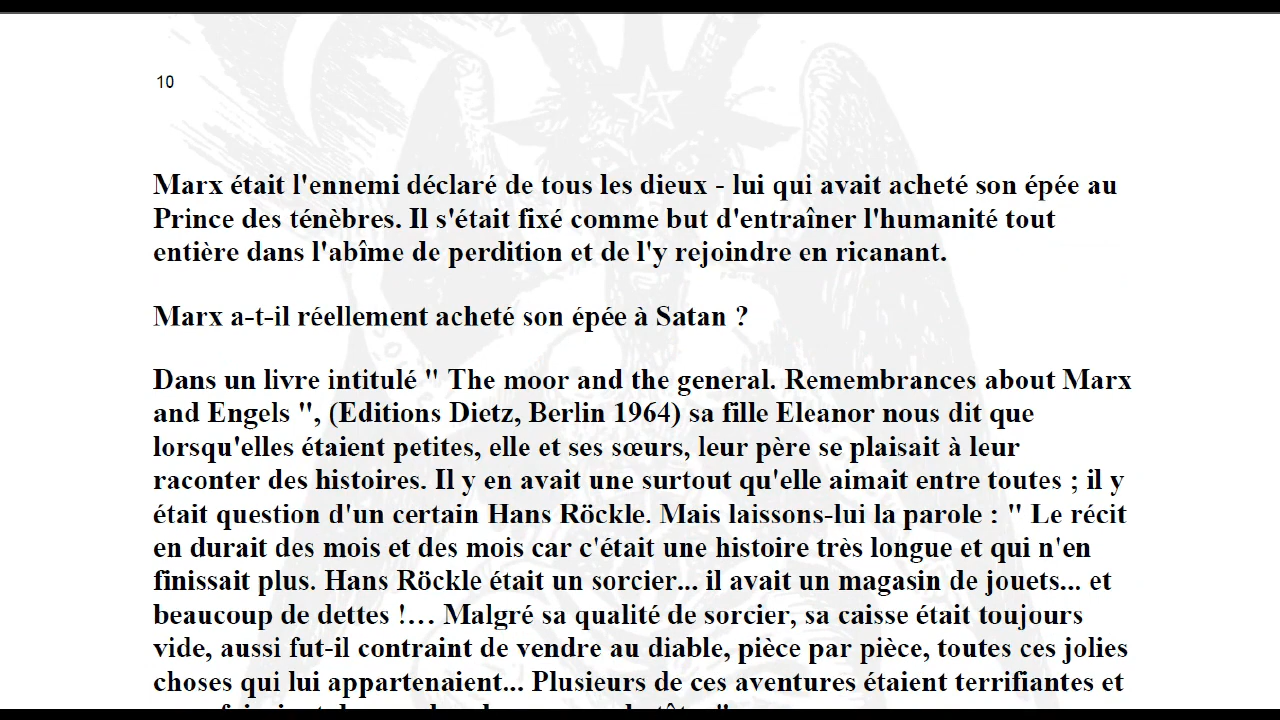 10
Marx était l'ennemi déclaré de tous les dieux - lui qui avait acheté son épée au
Prince des ténèbres. Il s'était fixé comme but d'entraîner l'humanité tout
entière dans l'abîme de perdition et de l'y rejoindre en ricanant.
Marx a-t-il réellement acheté son épée à Satan ?
Dans un livre intitulé " The moor and the general. Remembrances about Marx
and Engels ", (Editions Dietz, Berlin 1964) sa fille Eleanor nous dit que
lorsqu'elles étaient petites, elle et ses sœurs, leur père se plaisait à leur
raconter des histoires. Il y en avait une surtout qu'elle aimait entre toutes ; il y
était question d'un certain Hans Röckle. Mais laissons-lui la parole : " Le récit
en durait des mois et des mois car c'était une histoire très longue et qui n'en
finissait plus. Hans Röckle était un sorcier... il avait un magasin de jouets... et
beaucoup de dettes !… Malgré sa qualité de sorcier, sa caisse était toujours
vide, aussi fut-il contraint de vendre au diable, pièce par pièce, toutes ces jolies
choses qui lui appartenaient... Plusieurs de ces aventures étaient terrifiantes et